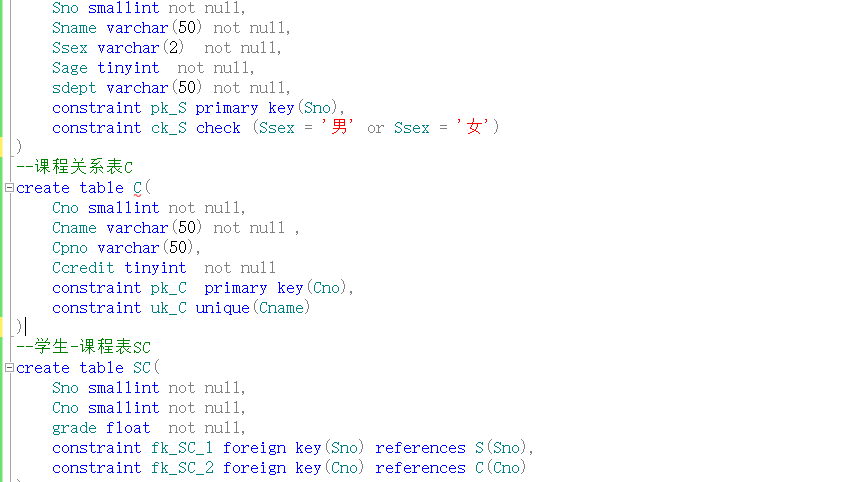 Sno smallint not null,
Sname varchar(50) not null,
Ssex varchar(2)  not null,
Sage tinyint  not null,
sdept varchar(50) not null,
constraint pk_S primary key(Sno),
constraint ck_S check (Ssex = '男' or Ssex = '女')
)
--课程关系表C
create table C(
Cno smallint not null,
Cname varchar(50) not null ,
Cpno varchar(50),
Ccredit tinyint  not null
constraint pk_C  primary key(Cno),
constraint uk_C unique(Cname)
)
--学生-课程表SC
create table SC(
Sno smallint not null,
Cno smallint not null,
grade float  not null,
constraint fk_SC_1 foreign key(Sno) references S(Sno),
constraint fk_SC_2 foreign key(Cno) references C(Cno)